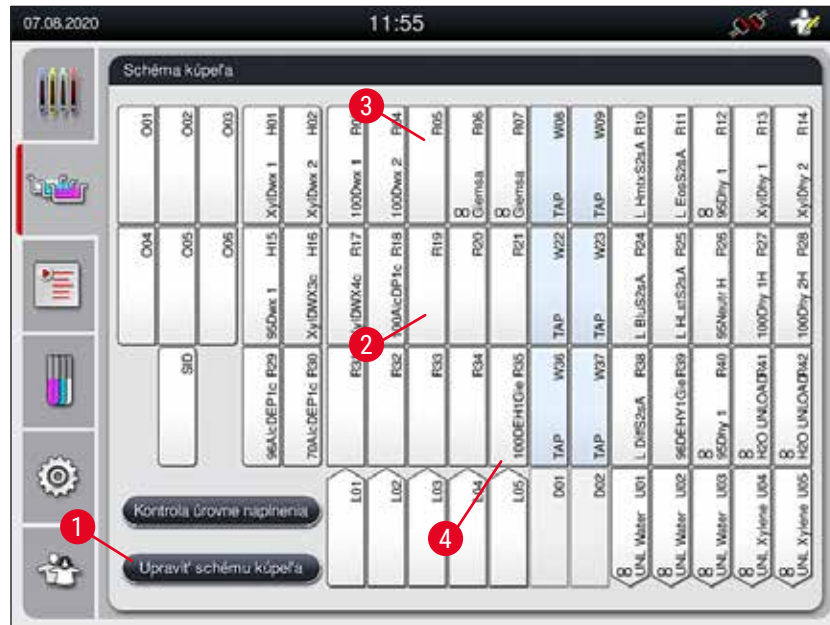 07.08.2020
11:55
Schéma kúpeľa
O01
O02
O03
H01 XylDwx 1
H02 XylDwx 2
100Dwx 1
R04 100Dwx 2
R05
R06 Giemsa
R07 Giemsa
W08 TAP
W09 TAP
R10 L HmtxS2sA
R11 L EosS2sA
R12 95Dhy 1
R13 XylDhy 1
R14 XylDhy 2
O04
O05
O06
H15 95Dwx 1
H16 XylDWX3c
R17 XylDWX4c
R18 100AlcDP1c
R19
R20
R21
W22 TAP
W23 TAP
R24 L BluS2sA
R25 L HLstS2sA
R26 95Neutr H
R27 100Dhy 1H
R28 100Dhy 2H
SID
R29 96AlcDEP1c
R30 70AlcDEP1c
R32
R33
R34
R35 100DEH1Gie
W36 TAP
W37 TAP
R38 L DifS2sA
R39 96DEHY1Gie
R40 95Dhy 1
R41 H2O UNLOAD
R42 H2O UNLOAD
L01
L02
L03
L04
L05
D01
D02
U01 UNL Water
U02 UNL Water
U03 UNL Water
U04 UNL Xylene
U05 UNL Xylene
Kontrola úrovne naplnenia
Upraviť schému kúpeľa
1
2
3
4